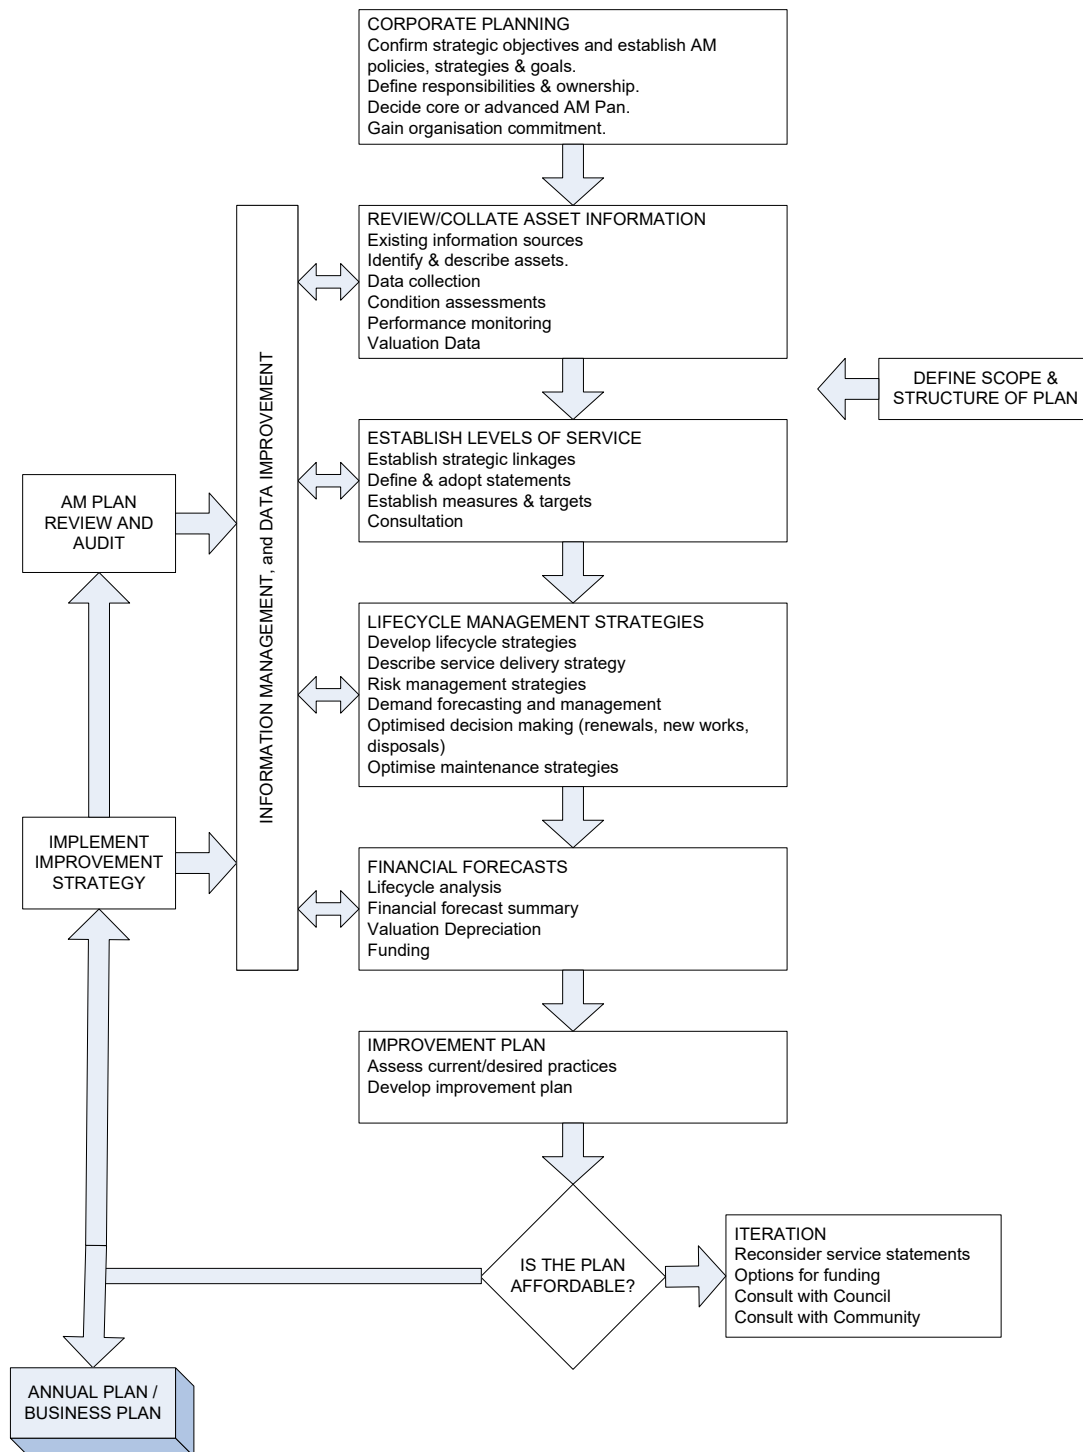 CORPORATE PLANNING
Confirm strategic objectives and establish AM
policies, strategies & goals.
Define responsibilities & ownership.
Decide core or advanced AM Pan.
Gain organisation commitment.
REVIEW/COLLATE ASSET INFORMATION
Existing information sources
Identify & describe assets.
Data collection
Condition assessments
Performance monitoring
Valuation Data
DEFINE SCOPE &
STRUCTURE OF PLAN
INFORMATION MANAGEMENT, and DATA IMPROVEMENT
ESTABLISH LEVELS OF SERVICE
Establish strategic linkages
Define & adopt statements
Establish measures & targets
Consultation
AM PLAN
REVIEW AND
AUDIT
LIFECYCLE MANAGEMENT STRATEGIES
Develop lifecycle strategies
Describe service delivery strategy
Risk management strategies
Demand forecasting and management
Optimised decision making (renewals, new works,
disposals)
Optimise maintenance strategies
IMPLEMENT
IMPROVEMENT
STRATEGY
FINANCIAL FORECASTS
Lifecycle analysis
Financial forecast summary
Valuation Depreciation
Funding
IMPROVEMENT PLAN
Assess current/desired practices
Develop improvement plan
IS THE PLAN
AFFORDABLE?
ITERATION
Reconsider service statements
Options for funding
Consult with Council
Consult with Community
ANNUAL PLAN /
BUSINESS PLAN